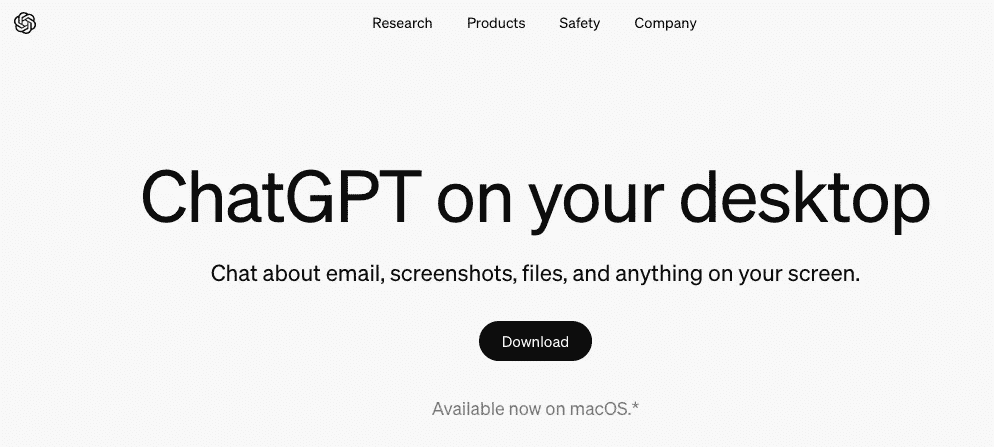 Research Products Safety Company
ChatGPT on your desktop
Chat about email, screenshots, files, and anything on your screen.
Download
Available now on macOS.*